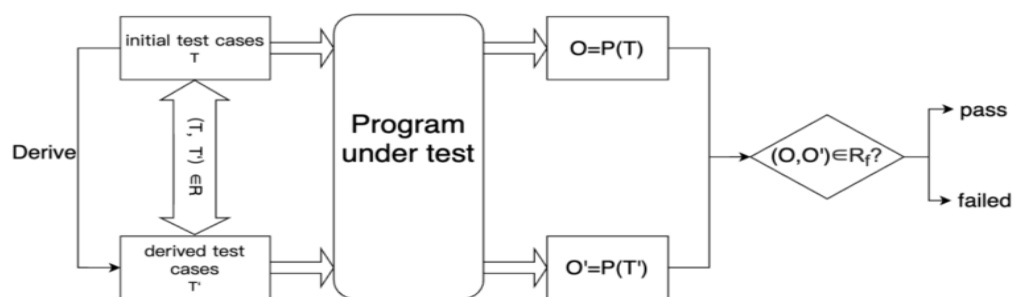 initial test cases
T
O=P(T)
Program
under test
pass
Derive
(T, T') ∈R
(O,O')∈Rf?
failed
derived test
cases
T'
O'=P(T')